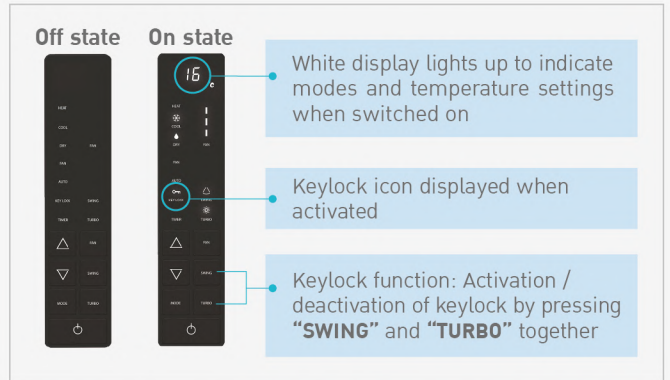 Off state
On state
HEAT
COOL
DRY FAN
FAN
AUTO
KEY LOCK SWING
TIMER TURBO
FAN
SWING
MODE TURBO
16
c
HEAT
COOL
DRY FAN
FAN
AUTO
KEY LOCK SWING
TIMER TURBO
FAN
SWING
MODE TURBO
White display lights up to indicate
modes and temperature settings
when switched on
Keylock icon displayed when
activated
Keylock function: Activation /
deactivation of keylock by pressing
“SWING” and “TURBO” together